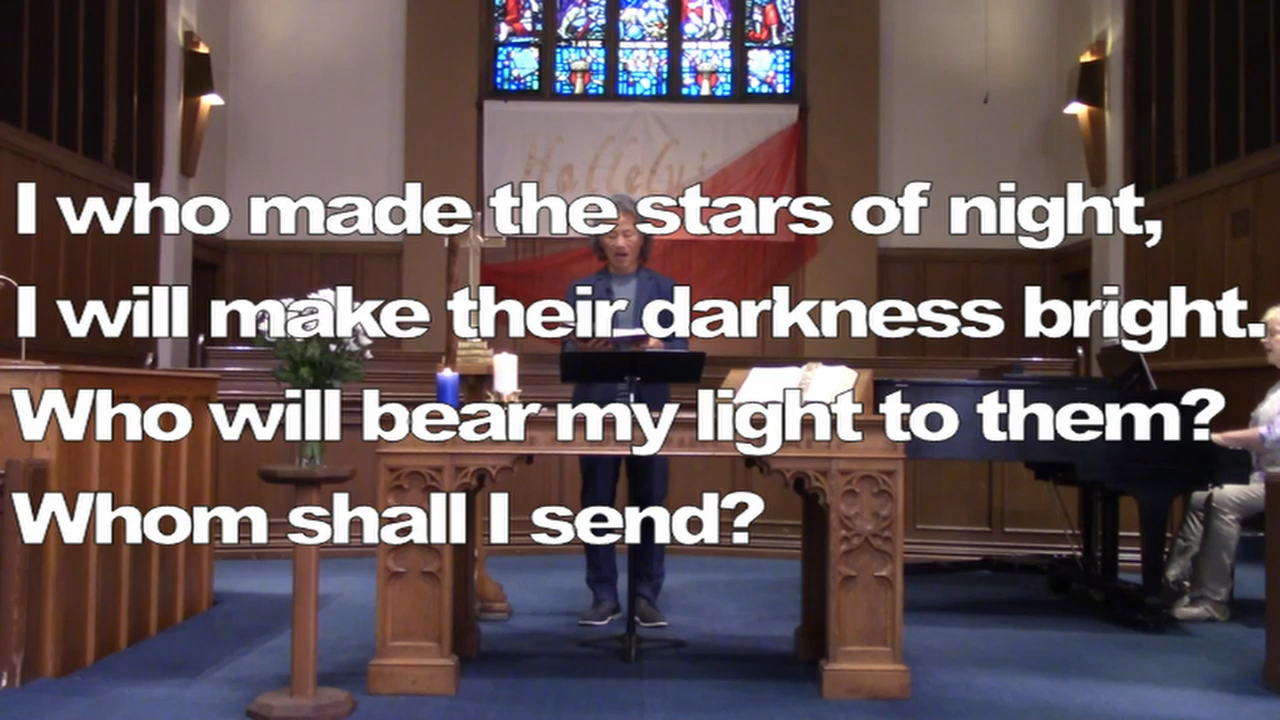 I who made the stars of night,
I will make their darkness bright.
Who will bear my light to them?
Whom shall I send?